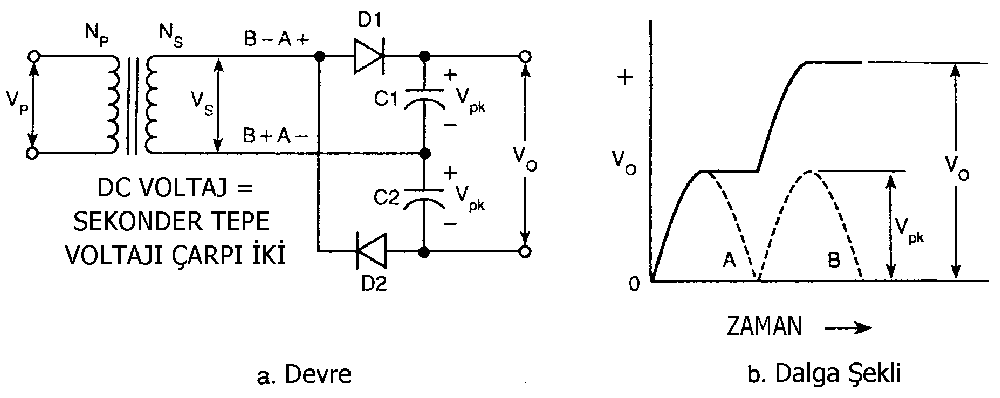 D1
N_P
N_S
B – A +
V_P
V_S
C1
+
V_pk
–
B + A –
V_O
DC VOLTAJ =
SEKONDER TEPE
VOLTAJI ÇARPI İKİ
C2
+
V_pk
–
D2
a. Devre
+
V_O
0
A
B
V_pk
V_O
ZAMAN →
b. Dalga Şekli